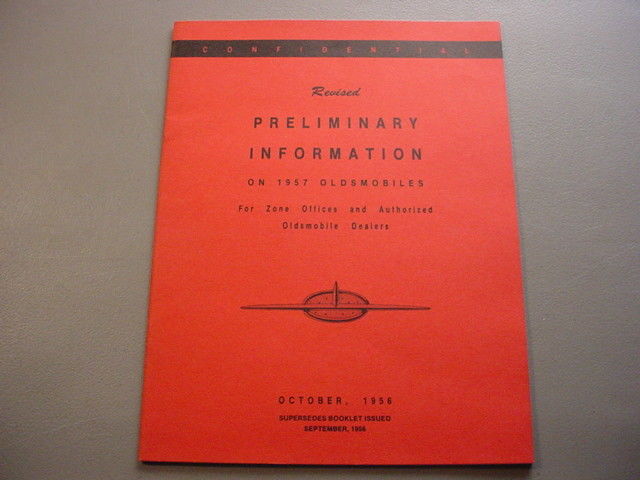 CONFIDENTIAL
Revised
PRELIMINARY
INFORMATION
ON 1957 OLDSMOBILES
For Zone Offices and Authorized
Oldsmobile Dealers
OCTOBER, 1956
SUPERSEDES BOOKLET ISSUED
SEPTEMBER, 1956